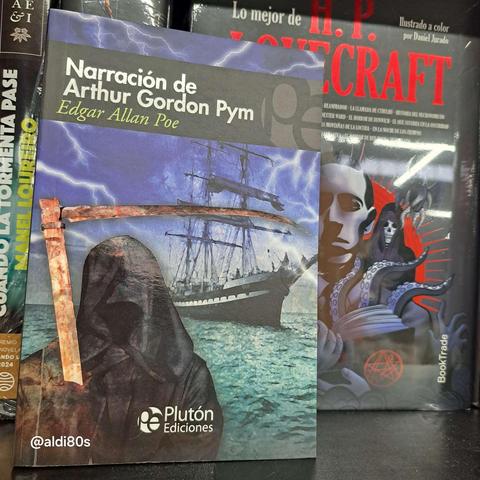 Narración de
Arthur Gordon Pym
Edgar Allan Poe
Plutón
Ediciones
@aldi80s
Æ
&I
CUANDO LA TORMENTA PASE
MANEL LOUREIRO
2024
Lo mejor de
H. P.
LOVECRAFT
Ilustrado a color
por Daniel Jurado
BookTrade